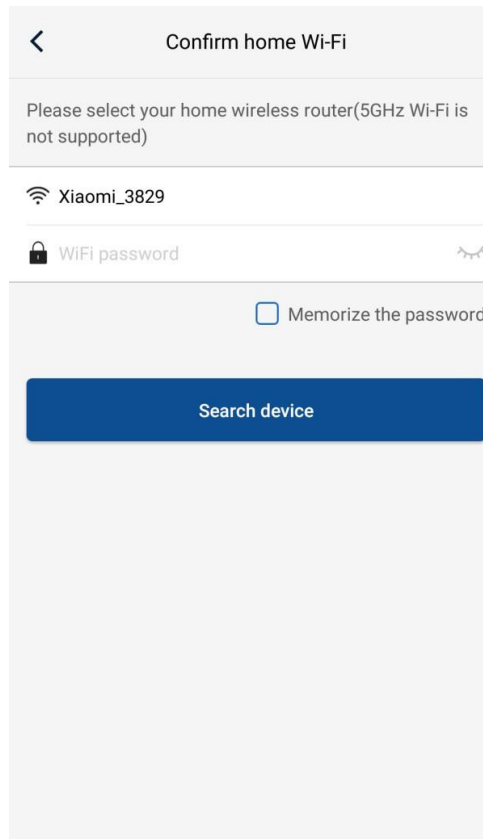 Confirm home Wi-Fi
Please select your home wireless router(5GHz Wi-Fi is
not supported)
Xiaomi_3829
WiFi password
Memorize the password
Search device